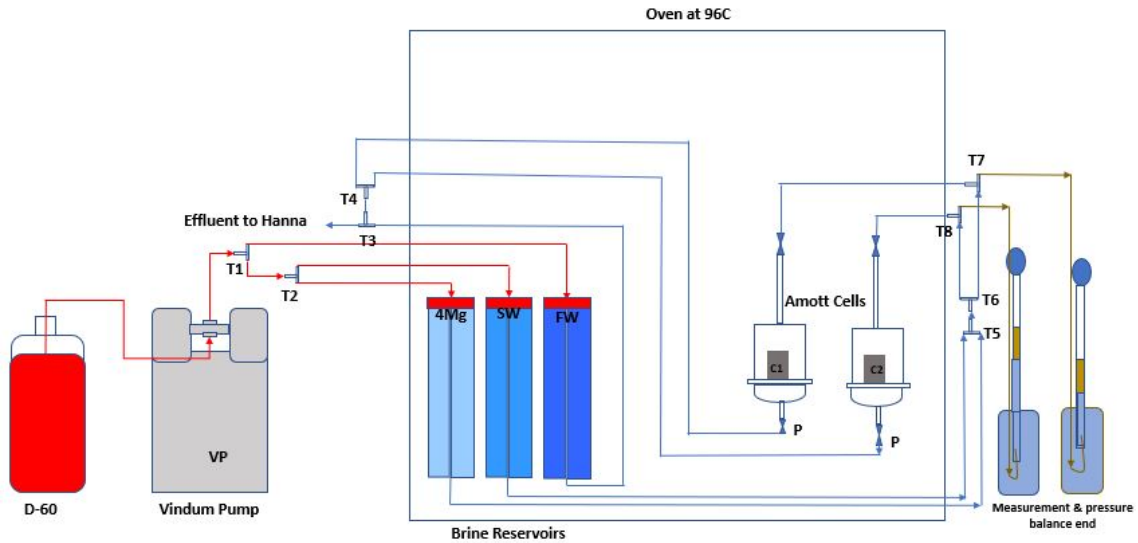 Oven at 96C
T7
T4
Effluent to Hanna
T3
T8
T1
T2
Amott Cells
T6
4Mg
SW
FW
T5
C1
C2
P
P
VP
D-60
Vindum Pump
Measurement & pressure
balance end
Brine Reservoirs